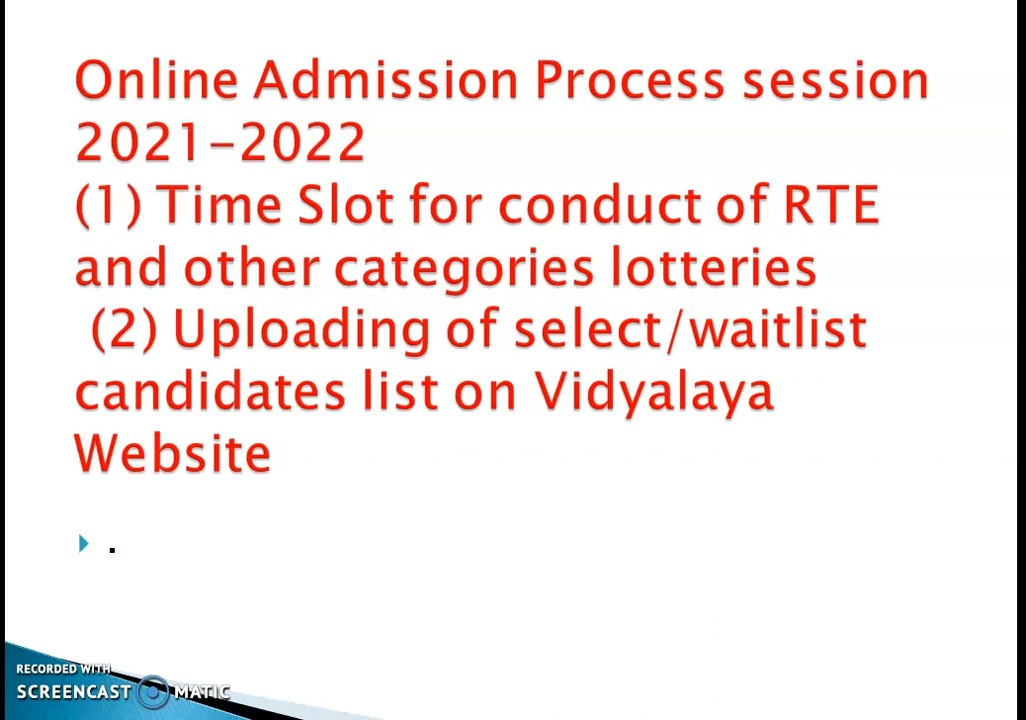 Online Admission Process session
2021-2022
(1) Time Slot for conduct of RTE
and other categories lotteries
(2) Uploading of select/waitlist
candidates list on Vidyalaya
Website
.
RECORDED WITH
SCREENCAST MATIC